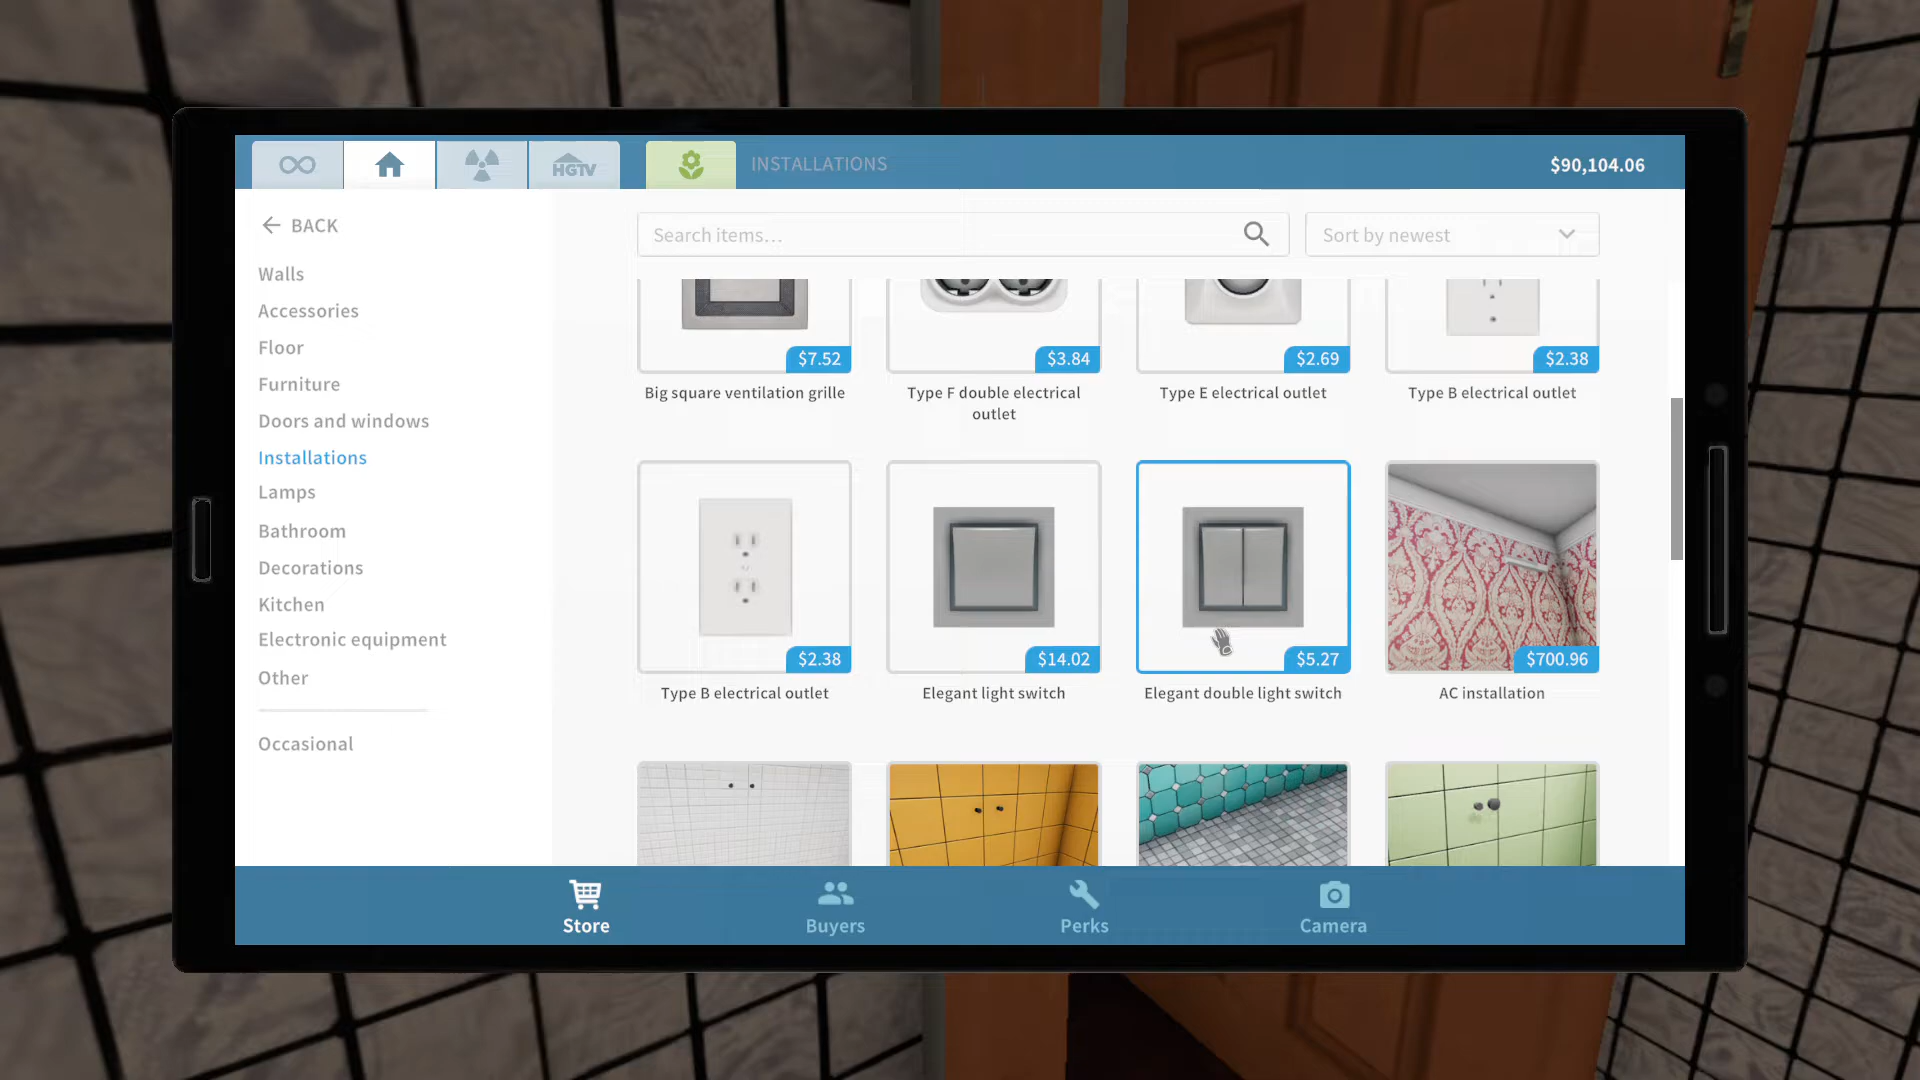 HGTV
INSTALLATIONS
$90,104.06
BACK
Search items...
Sort by newest
Walls
Accessories
Floor
Furniture
Doors and windows
Installations
Lamps
Bathroom
Decorations
Kitchen
Electronic equipment
Other
Occasional
$7.52
$3.84
$2.69
$2.38
Big square ventilation grille
Type F double electrical
outlet
Type E electrical outlet
Type B electrical outlet
$2.38
$14.02
$5.27
$700.96
Type B electrical outlet
Elegant light switch
Elegant double light switch
AC installation
Store
Buyers
Perks
Camera